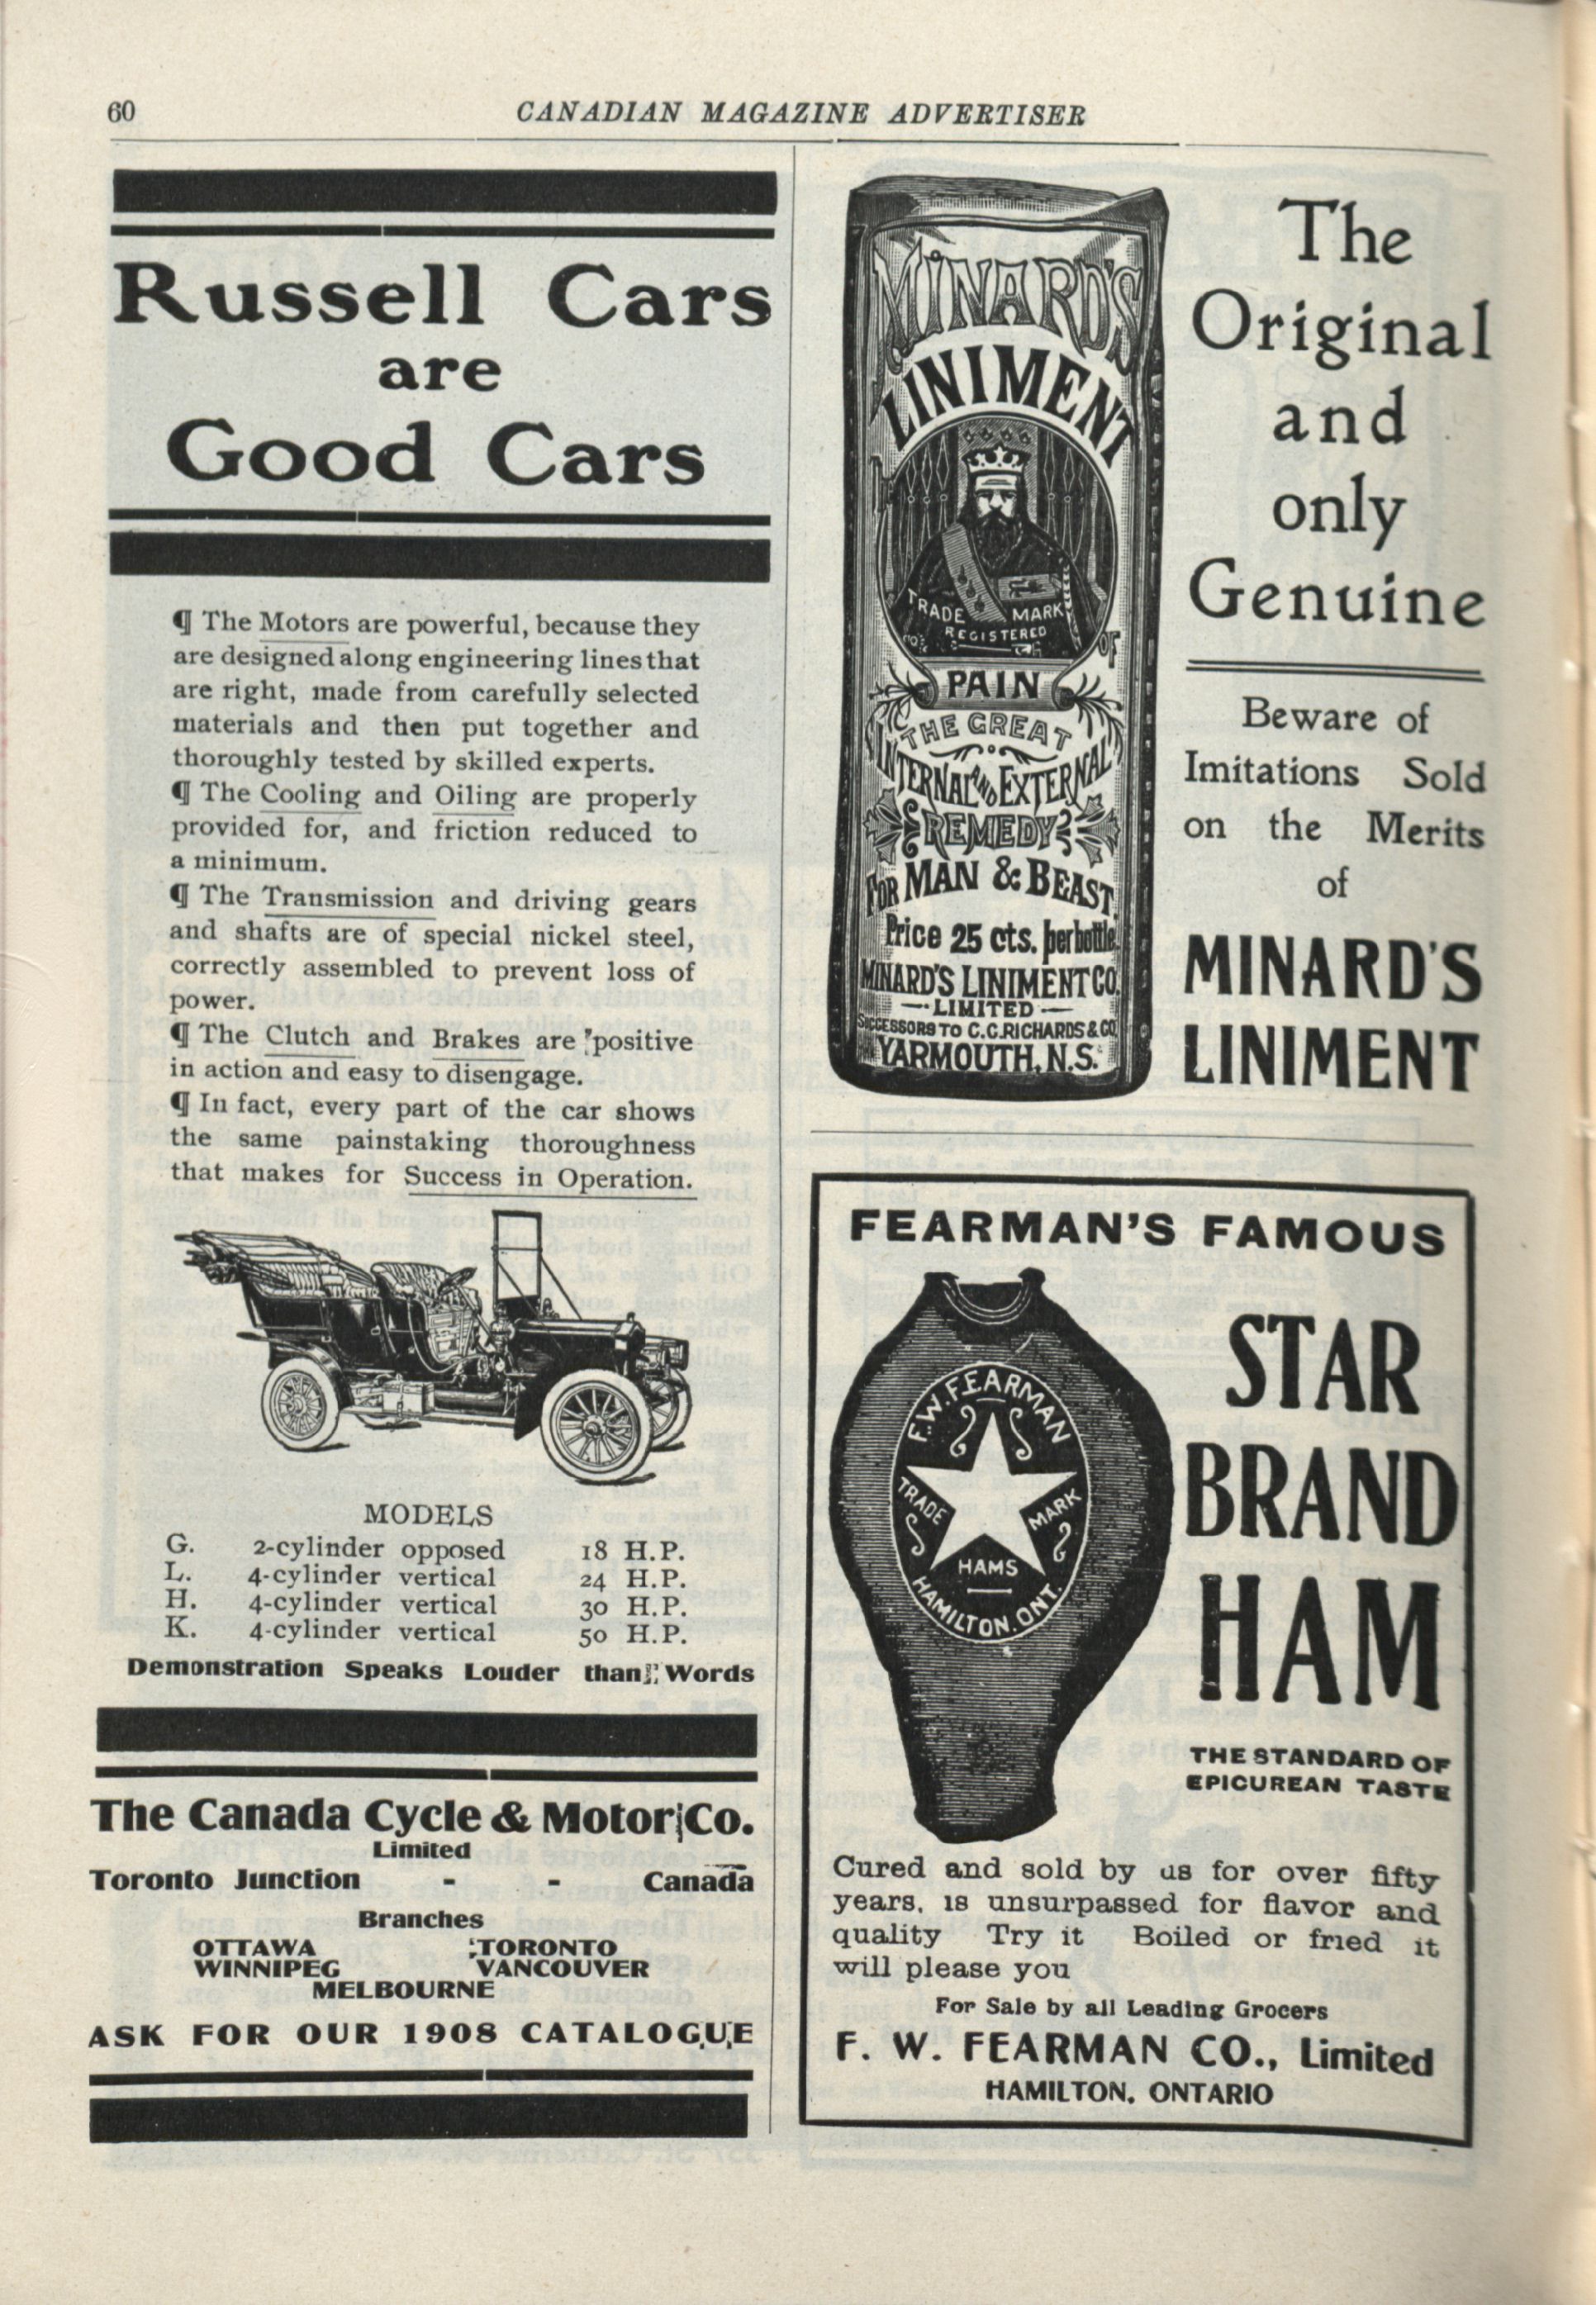 60
CANADIAN MAGAZINE ADVERTISER
Russell Cars
are
Good Cars
¶ The Motors are powerful, because they
are designed along engineering lines that
are right, made from carefully selected
materials and then put together and
thoroughly tested by skilled experts.
¶ The Cooling and Oiling are properly
provided for, and friction reduced to
a minimum.
¶ The Transmission and driving gears
and shafts are of special nickel steel,
correctly assembled to prevent loss of
power.
¶ The Clutch and Brakes are positive
in action and easy to disengage.
¶ In fact, every part of the car shows
the same painstaking thoroughness
that makes for Success in Operation.
MODELS
G. 2-cylinder opposed 18 H.P.
L. 4-cylinder vertical 24 H.P.
H. 4-cylinder vertical 30 H.P.
K. 4-cylinder vertical 50 H.P.
Demonstration Speaks Louder than Words
The Canada Cycle & Motor Co.
Limited
Toronto Junction - - Canada
Branches
OTTAWA TORONTO
WINNIPEG VANCOUVER
MELBOURNE
ASK FOR OUR 1908 CATALOGUE
MINARD'S
LINIMENT
TRADE MARK
REGISTERED
OF
PAIN
THE GREAT
INTERNAL AND EXTERNAL
REMEDY
FOR MAN & BEAST
Price 25 cts. per bottle.
MINARD'S LINIMENT CO.
LIMITED
SUCCESSORS TO C.C. RICHARDS & CO.
YARMOUTH, N.S.
The
Original
and
only
Genuine
Beware of
Imitations Sold
on the Merits
of
MINARD'S
LINIMENT
FEARMAN'S FAMOUS
F.W. FEARMAN
TRADE MARK
HAMS
HAMILTON. ONT.
STAR
BRAND
HAM
THE STANDARD OF
EPICUREAN TASTE
Cured and sold by us for over fifty
years, is unsurpassed for flavor and
quality Try it Boiled or fried it
will please you
For Sale by all Leading Grocers
F. W. FEARMAN CO., Limited
HAMILTON, ONTARIO